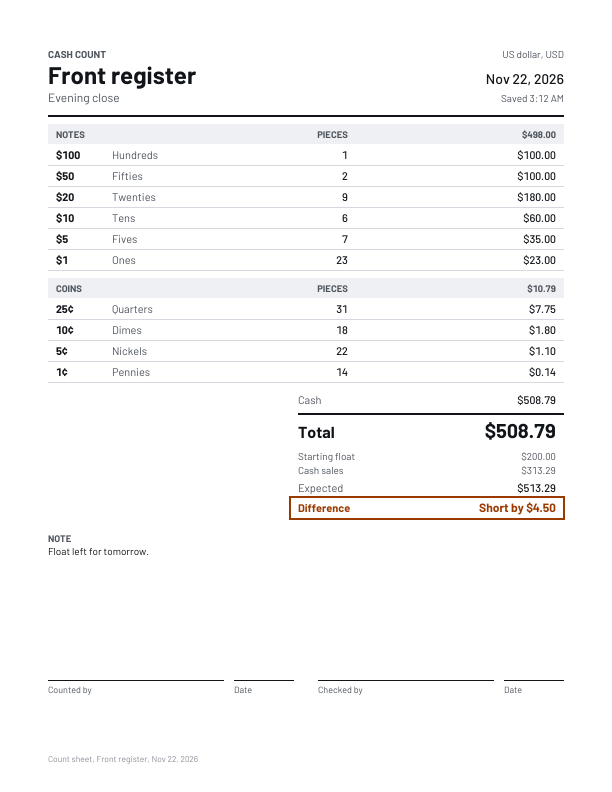 CASH COUNT
US dollar, USD
Front register
Nov 22, 2026
Evening close
Saved 3:12 AM
NOTES PIECES $498.00
$100 Hundreds 1 $100.00
$50 Fifties 2 $100.00
$20 Twenties 9 $180.00
$10 Tens 6 $60.00
$5 Fives 7 $35.00
$1 Ones 23 $23.00
COINS PIECES $10.79
25¢ Quarters 31 $7.75
10¢ Dimes 18 $1.80
5¢ Nickels 22 $1.10
1¢ Pennies 14 $0.14
Cash $508.79
Total $508.79
Starting float $200.00
Cash sales $313.29
Expected $513.29
Difference Short by $4.50
NOTE
Float left for tomorrow.
Counted by Date Checked by Date
Count sheet, Front register, Nov 22, 2026